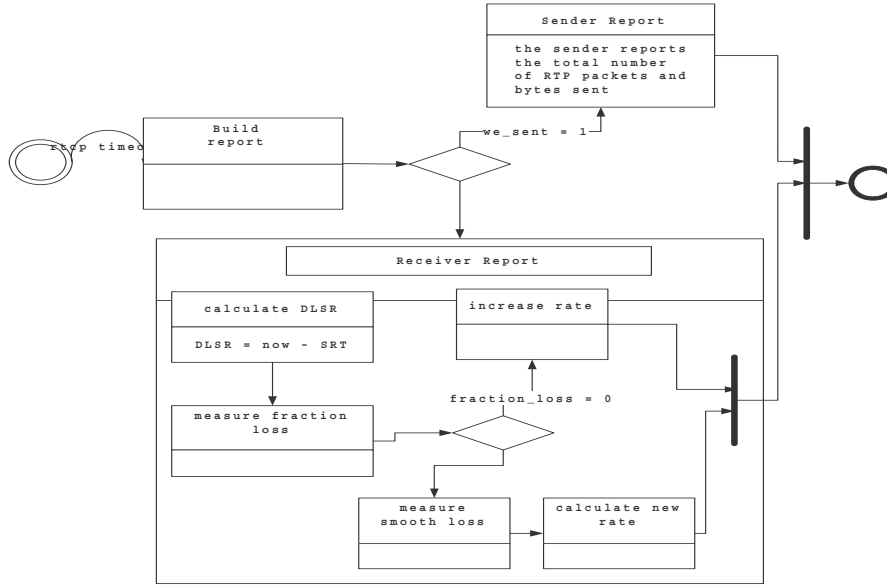 Sender Report
the sender reports
the total number
of RTP packets and
bytes sent
Build
report
rtcp timeo
we_sent = 1
Receiver Report
calculate DLSR
DLSR = now - SRT
increase rate
fraction_loss = 0
measure fraction
loss
measure
smooth loss
calculate new
rate